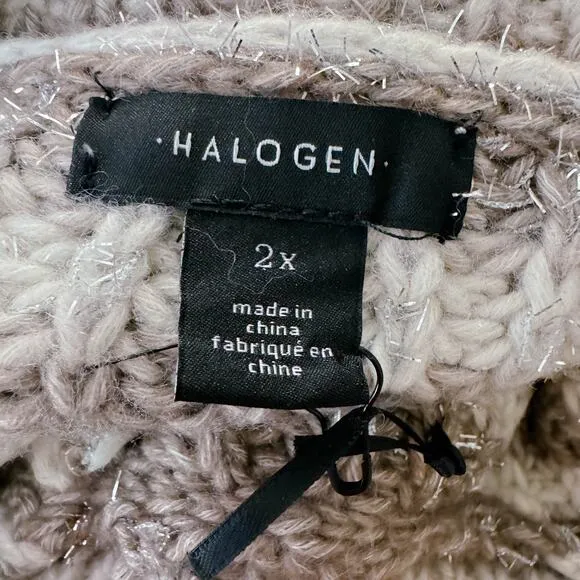 ·HALOGEN·
2x
made in
china
fabriqué en
chine